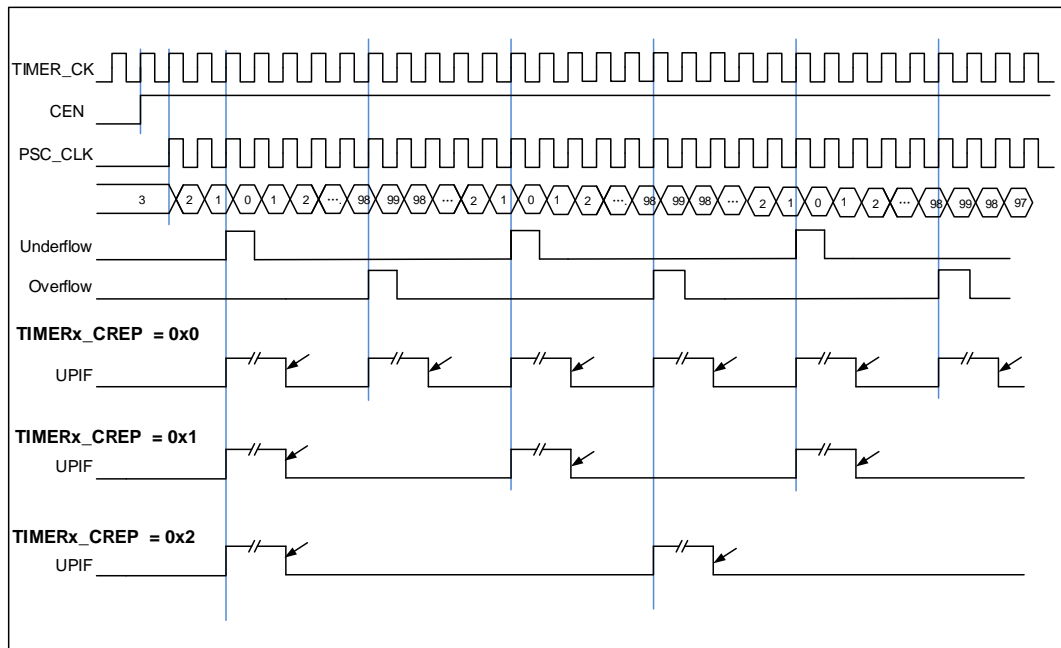 TIMER_CK
CEN
PSC_CLK
3 2 1 0 1 2 ···. 98 99 98 ··· 2 1 0 1 2 ···. 98 99 98 ··· 2 1 0 1 2 ··· 98 99 98 97
Underflow
Overflow
TIMERx_CREP = 0x0
UPIF
TIMERx_CREP = 0x1
UPIF
TIMERx_CREP = 0x2
UPIF